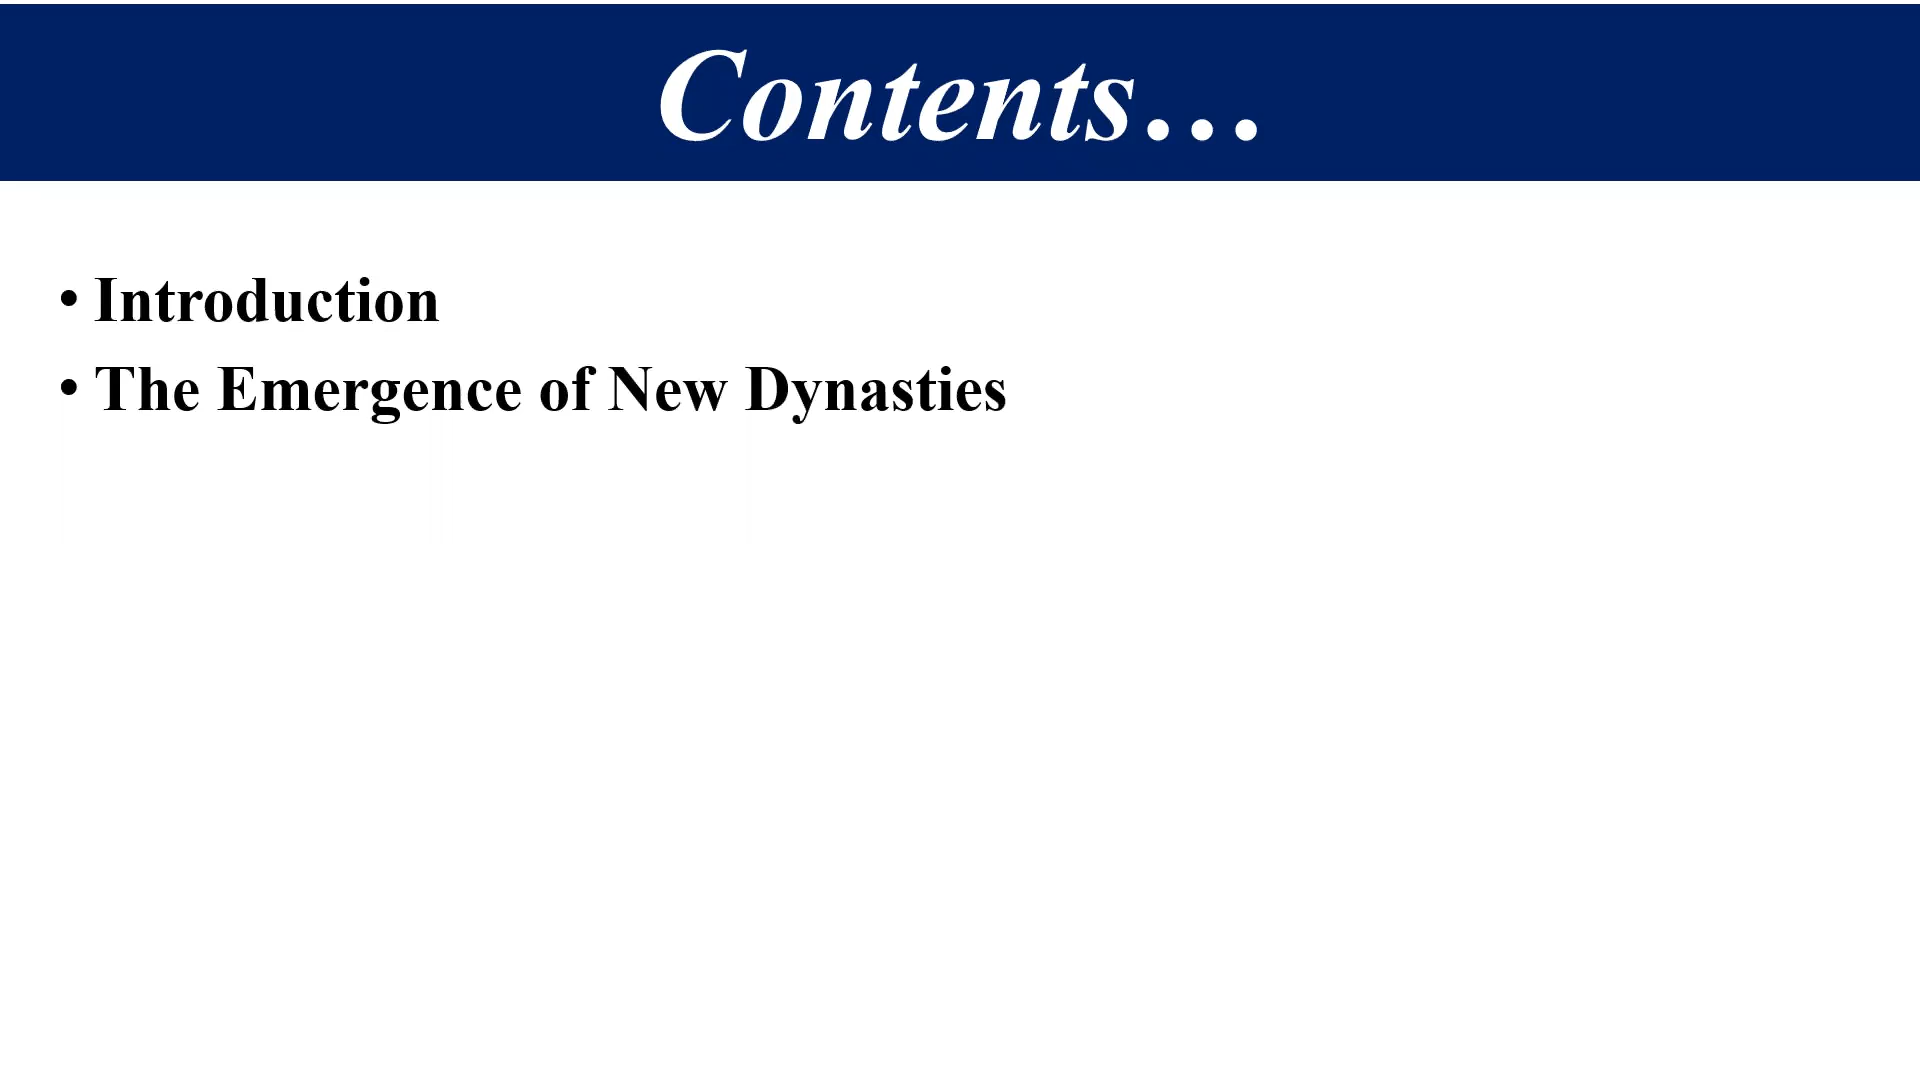 Contents…
• Introduction
• The Emergence of New Dynasties